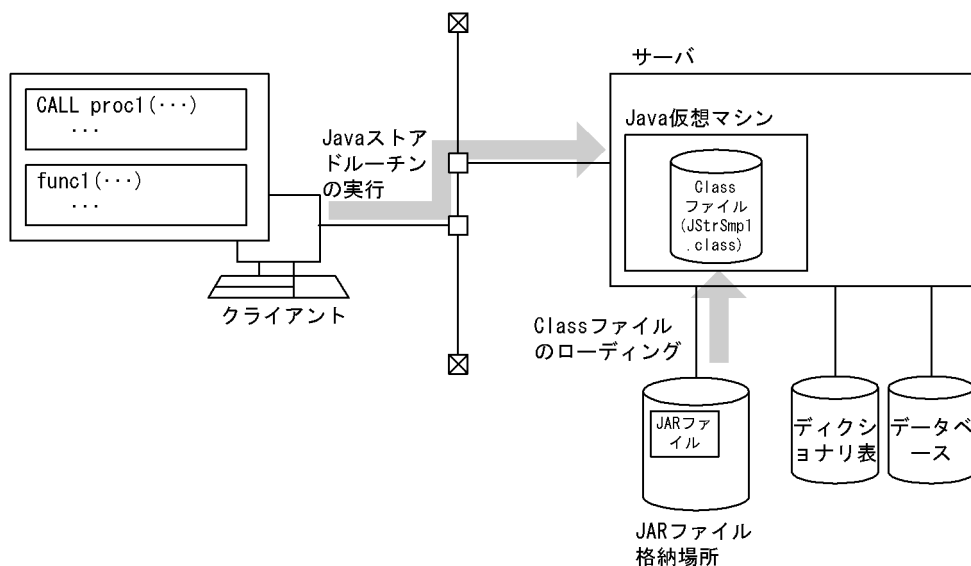 サーバ
CALL proc1(･･･)
･･･
func1(･･･)
･･･
クライアント
Javaストア
ドルーチン
の実行
Java仮想マシン
Class
ファイル
(JStrSmp1
.class)
Classファイル
のローディング
JARファ
イル
JARファイル
格納場所
ディクショ
ョナリ表
データベ
ース